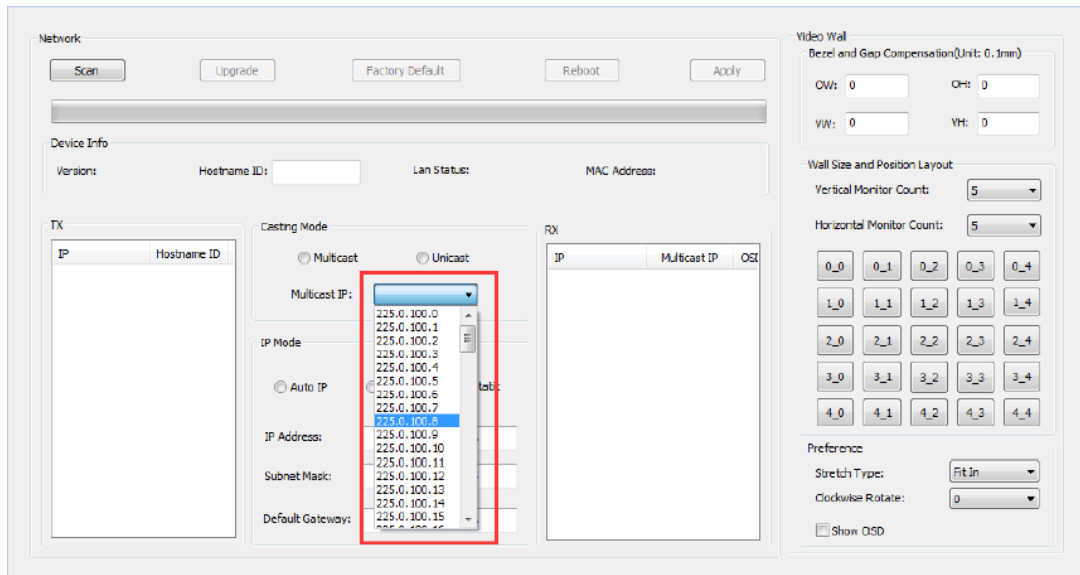 Network
Scan
Upgrade
Factory Default
Reboot
Apply
Device Info
Version:
Hostname ID:
Lan Status:
MAC Address:
TX
IP
Hostname ID
Casting Mode
Multicast
Unicast
Multicast IP:
225.0.100.0
225.0.100.1
225.0.100.2
225.0.100.3
225.0.100.4
225.0.100.5
225.0.100.6
225.0.100.7
225.0.100.8
225.0.100.9
225.0.100.10
225.0.100.11
225.0.100.12
225.0.100.13
225.0.100.14
225.0.100.15
IP Mode
Auto IP
IP Address:
Subnet Mask:
Default Gateway:
RX
IP
Multicast IP
OSI
Video Wall
Bezel and Gap Compensation(Unit: 0.1mm)
OW: 0
OH: 0
VW: 0
VH: 0
Wall Size and Position Layout
Vertical Monitor Count: 5
Horizontal Monitor Count: 5
0_0 0_1 0_2 0_3 0_4
1_0 1_1 1_2 1_3 1_4
2_0 2_1 2_2 2_3 2_4
3_0 3_1 3_2 3_3 3_4
4_0 4_1 4_2 4_3 4_4
Preference
Stretch Type: Fit In
Clockwise Rotate: 0
Show OSD